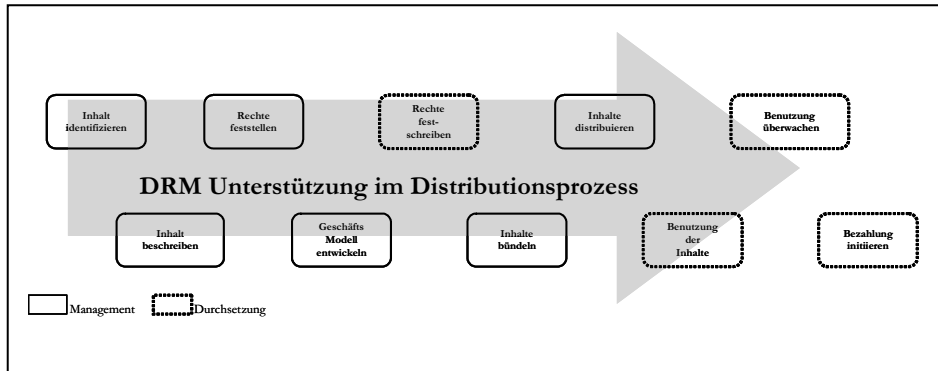 Inhalt
identifizieren
Rechte
feststellen
Rechte
fest-
schreiben
Inhalte
distribuieren
Benutzung
überwachen
DRM Unterstützung im Distributionsprozess
Inhalt
beschreiben
Geschäfts
Modell
entwickeln
Inhalte
bündeln
Benutzung
der
Inhalte
Bezahlung
initiieren
Management
Durchsetzung